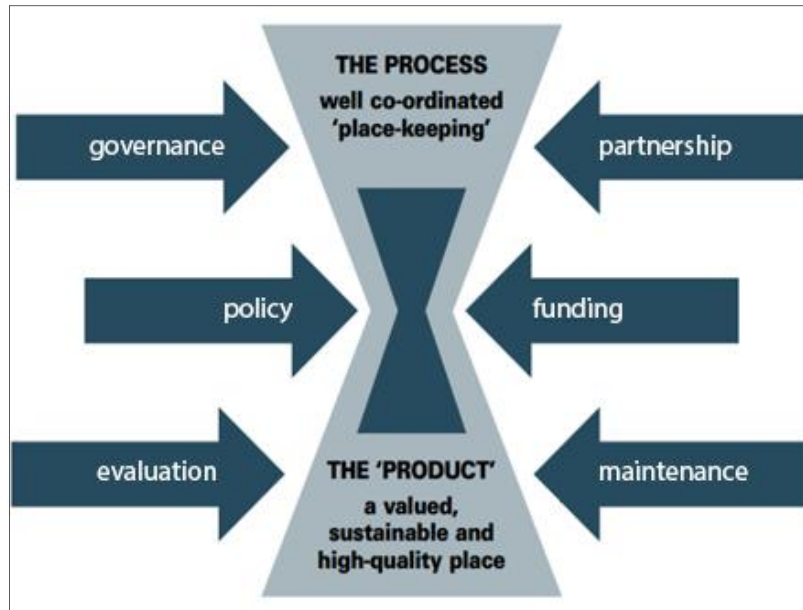 THE PROCESS
well co-ordinated
'place-keeping'
governance
partnership
policy
funding
evaluation
maintenance
THE 'PRODUCT'
a valued,
sustainable and
high-quality place